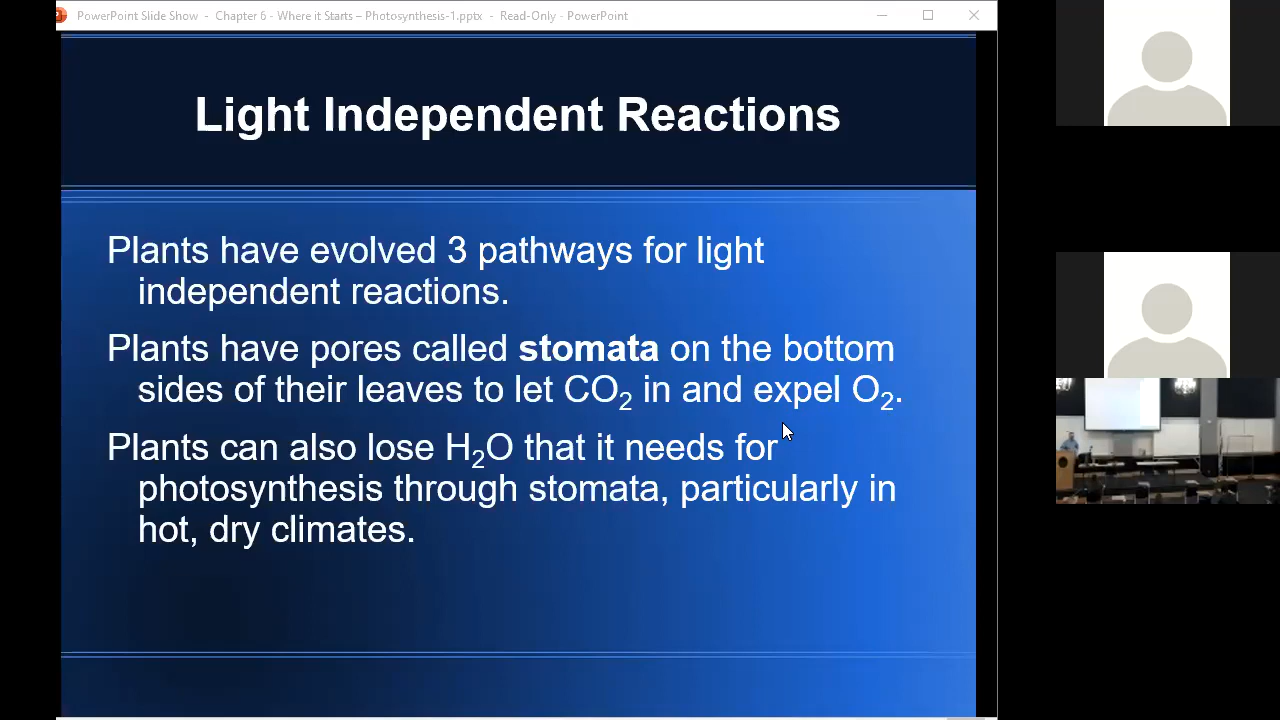 PowerPoint Slide Show - Chapter 6 - Where it Starts – Photosynthesis-1.pptx - Read-Only - PowerPoint
Light Independent Reactions
Plants have evolved 3 pathways for light
independent reactions.
Plants have pores called stomata on the bottom
sides of their leaves to let CO₂ in and expel O₂.
Plants can also lose H₂O that it needs for
photosynthesis through stomata, particularly in
hot, dry climates.